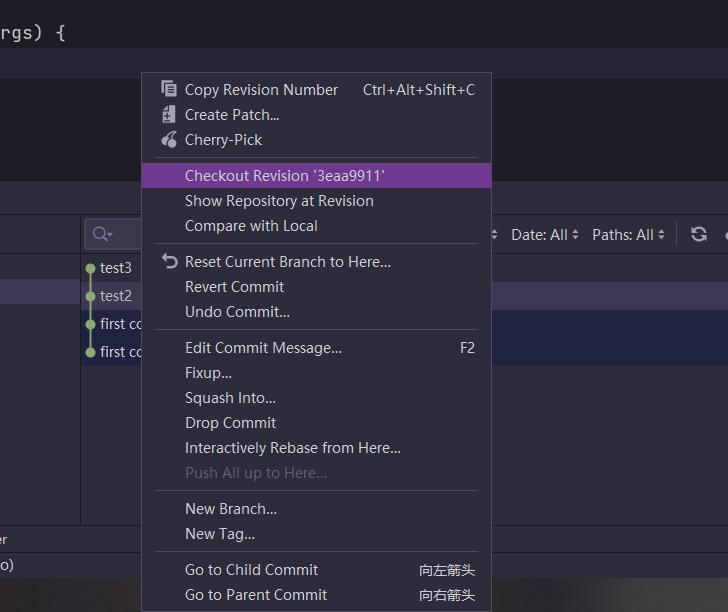 rgs) {
Copy Revision Number Ctrl+Alt+Shift+C
Create Patch...
Cherry-Pick
Checkout Revision '3eaa9911'
Show Repository at Revision
Compare with Local
Date: All Paths: All
Reset Current Branch to Here...
test3
Revert Commit
test2
Undo Commit...
first co
Edit Commit Message... F2
first co
Fixup...
Squash Into...
Drop Commit
Interactively Rebase from Here...
Push All up to Here...
New Branch...
New Tag...
er
o)
Go to Child Commit 向左箭头
Go to Parent Commit 向右箭头